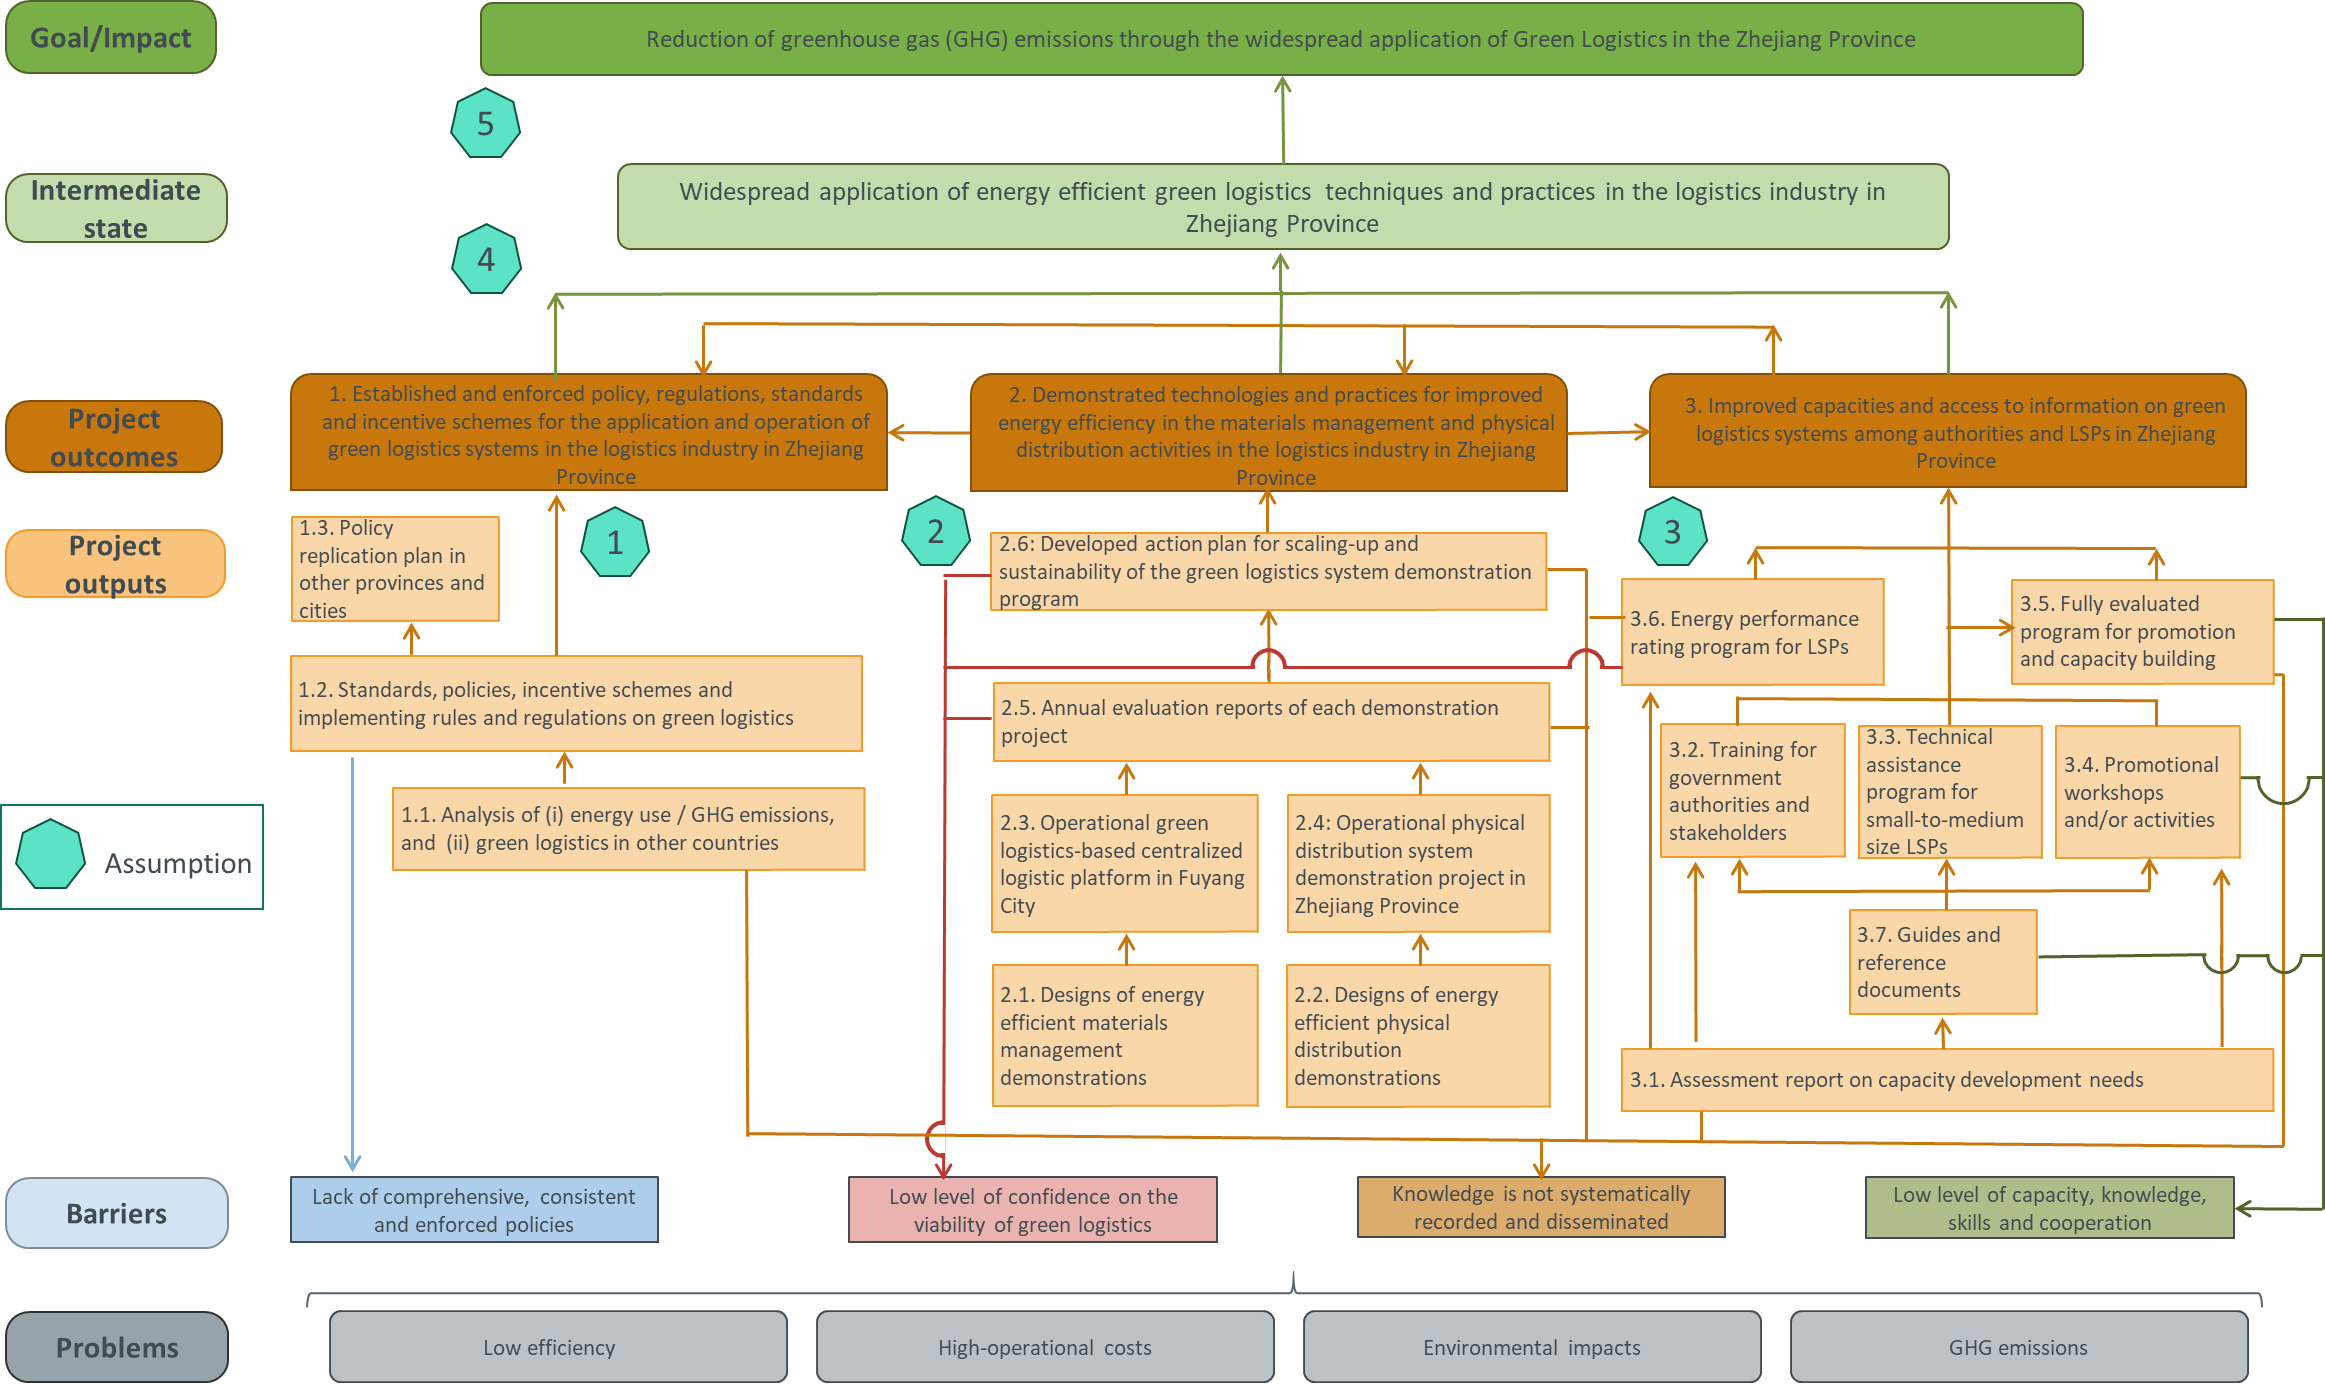 Goal/Impact
Reduction of greenhouse gas (GHG) emissions through the widespread application of Green Logistics in the Zhejiang Province
5
Intermediate
state
Widespread application of energy efficient green logistics techniques and practices in the logistics industry in
Zhejiang Province
4
Project
outcomes
1. Established and enforced policy, regulations, standards
and incentive schemes for the application and operation of
green logistics systems in the logistics industry in Zhejiang
Province
2. Demonstrated technologies and practices for improved
energy efficiency in the materials management and physical
distribution activities in the logistics industry in Zhejiang
Province
3. Improved capacities and access to information on green
logistics systems among authorities and LSPs in Zhejiang
Province
Project
outputs
1.3. Policy
replication plan in
other provinces and
cities
1
2
2.6: Developed action plan for scaling-up and
sustainability of the green logistics system demonstration
program
3
3.6. Energy performance
rating program for LSPs
3.5. Fully evaluated
program for promotion
and capacity building
1.2. Standards, policies, incentive schemes and
implementing rules and regulations on green logistics
2.5. Annual evaluation reports of each demonstration
project
3.2. Training for
government
authorities and
stakeholders
3.3. Technical
assistance
program for
small-to-medium
size LSPs
3.4. Promotional
workshops
and/or activities
Assumption
1.1. Analysis of (i) energy use / GHG emissions,
and (ii) green logistics in other countries
2.3. Operational green
logistics-based centralized
logistic platform in Fuyang
City
2.4: Operational physical
distribution system
demonstration project in
Zhejiang Province
3.7. Guides and
reference
documents
2.1. Designs of energy
efficient materials
management
demonstrations
2.2. Designs of energy
efficient physical
distribution
demonstrations
3.1. Assessment report on capacity development needs
Barriers
Lack of comprehensive, consistent
and enforced policies
Low level of confidence on the
viability of green logistics
Knowledge is not systematically
recorded and disseminated
Low level of capacity, knowledge,
skills and cooperation
Problems
Low efficiency
High-operational costs
Environmental impacts
GHG emissions